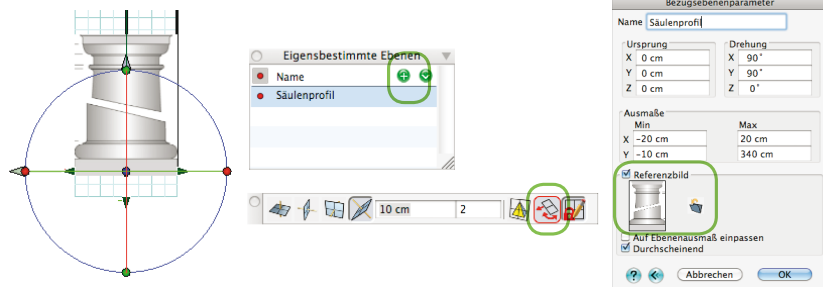 Eigensbestimmte Ebenen
Name
Säulenprofil
10 cm 2
Bezugsebenenparameter
Name Säulenprofil
Ursprung Drehung
X 0 cm X 90°
Y 0 cm Y 90°
Z 0 cm Z 0°
Ausmaße
Min Max
X -20 cm 20 cm
Y -10 cm 340 cm
Referenzbild
Auf Ebenenausmaß einpassen
Durchscheinend
? Abbrechen OK